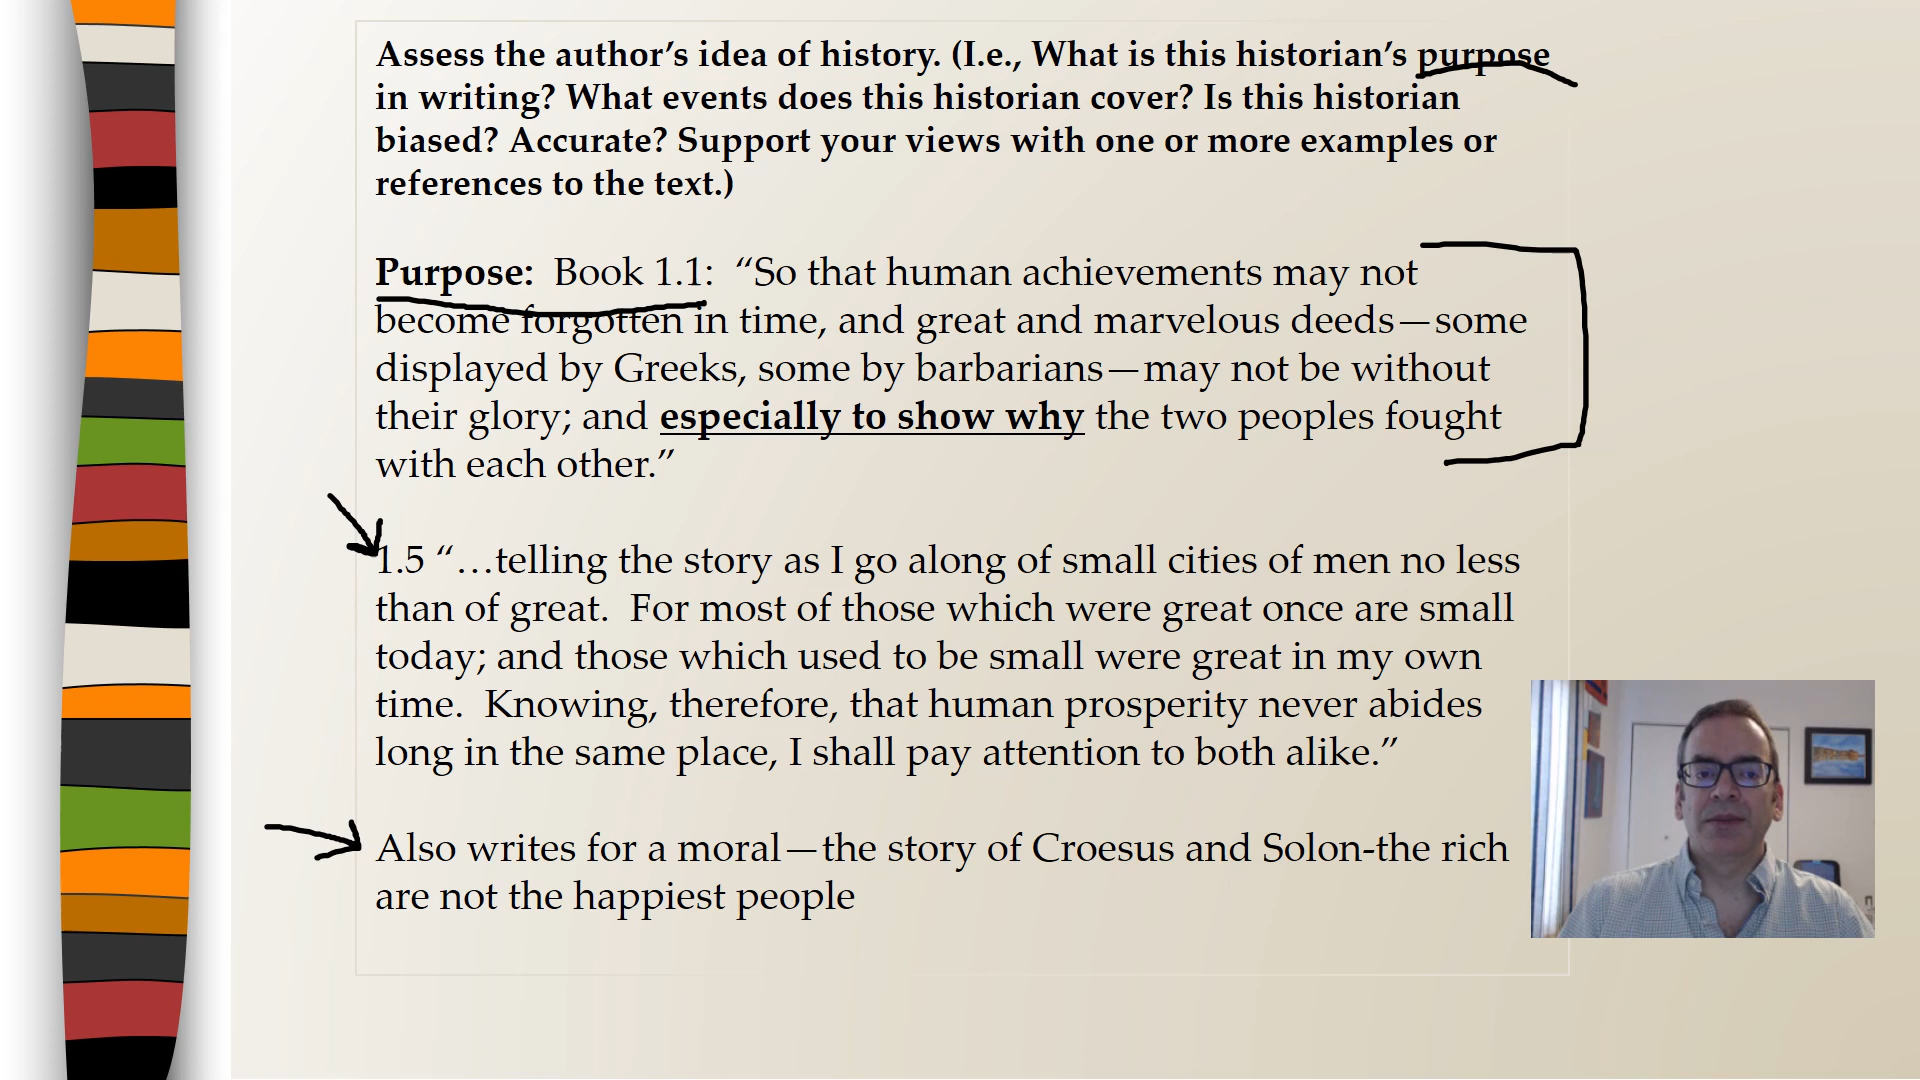 Assess the author’s idea of history. (I.e., What is this historian’s purpose
in writing? What events does this historian cover? Is this historian
biased? Accurate? Support your views with one or more examples or
references to the text.)
Purpose:  Book 1.1:  “So that human achievements may not
become forgotten in time, and great and marvelous deeds—some
displayed by Greeks, some by barbarians—may not be without
their glory; and especially to show why the two peoples fought
with each other.”
1.5 “…telling the story as I go along of small cities of men no less
than of great.  For most of those which were great once are small
today; and those which used to be small were great in my own
time.  Knowing, therefore, that human prosperity never abides
long in the same place, I shall pay attention to both alike.”
Also writes for a moral—the story of Croesus and Solon-the rich
are not the happiest people